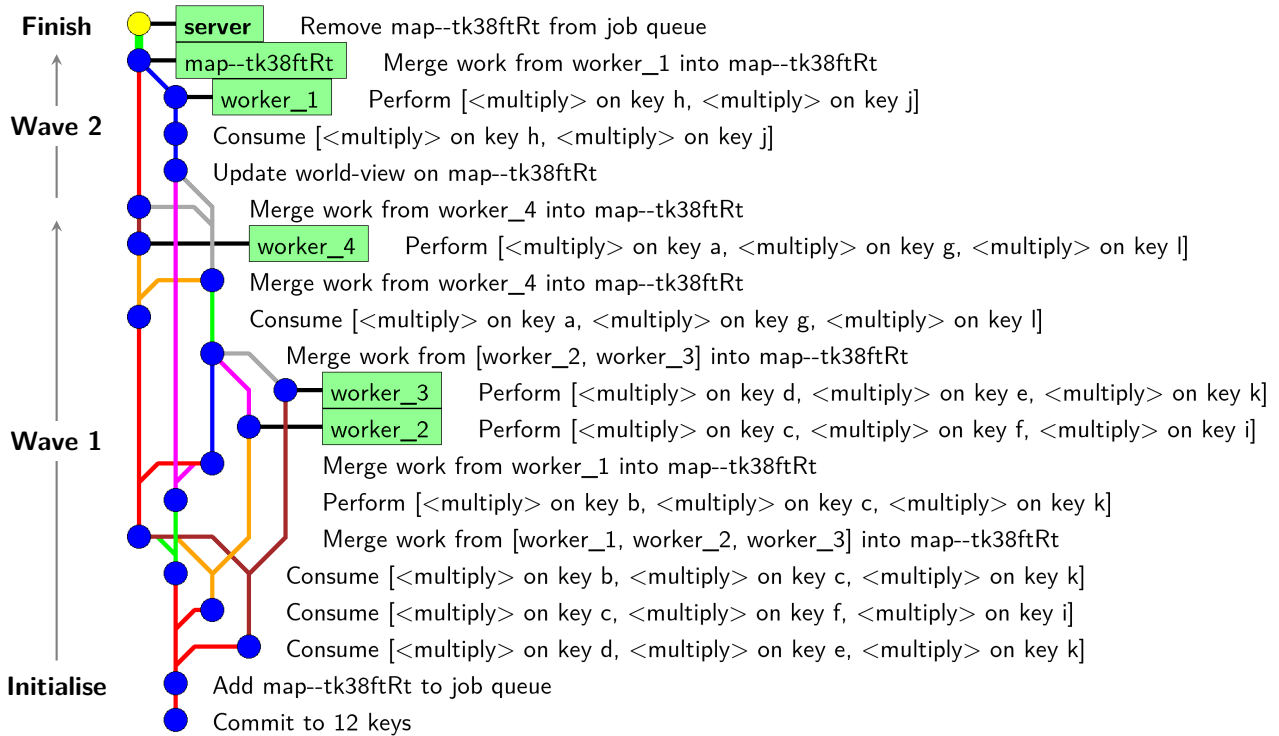 Finish server Remove map--tk38ftRt from job queue
map--tk38ftRt Merge work from worker_1 into map--tk38ftRt
worker_1 Perform [<multiply> on key h, <multiply> on key j]
Wave 2 Consume [<multiply> on key h, <multiply> on key j]
Update world-view on map--tk38ftRt
Merge work from worker_4 into map--tk38ftRt
worker_4 Perform [<multiply> on key a, <multiply> on key g, <multiply> on key l]
Merge work from worker_4 into map--tk38ftRt
Consume [<multiply> on key a, <multiply> on key g, <multiply> on key l]
Merge work from [worker_2, worker_3] into map--tk38ftRt
worker_3 Perform [<multiply> on key d, <multiply> on key e, <multiply> on key k]
worker_2 Perform [<multiply> on key c, <multiply> on key f, <multiply> on key i]
Wave 1
Merge work from worker_1 into map--tk38ftRt
Perform [<multiply> on key b, <multiply> on key c, <multiply> on key k]
Merge work from [worker_1, worker_2, worker_3] into map--tk38ftRt
Consume [<multiply> on key b, <multiply> on key c, <multiply> on key k]
Consume [<multiply> on key c, <multiply> on key f, <multiply> on key i]
Consume [<multiply> on key d, <multiply> on key e, <multiply> on key k]
Initialise Add map--tk38ftRt to job queue
Commit to 12 keys